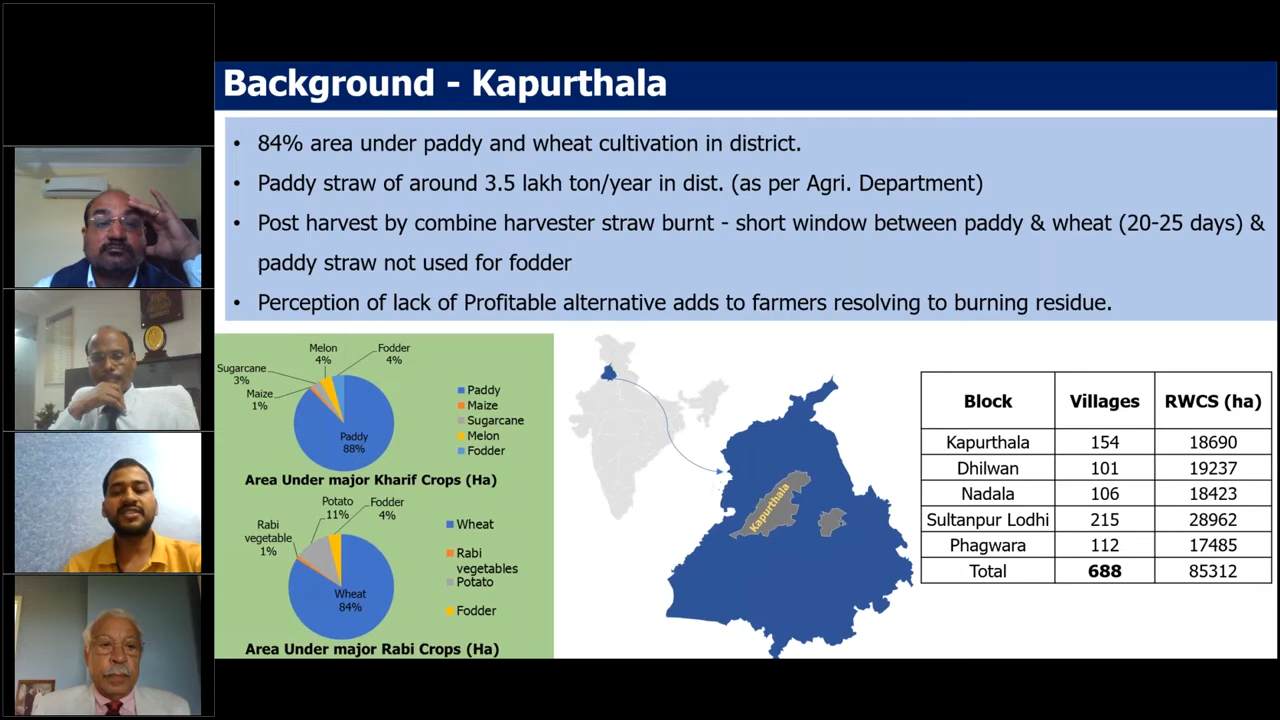 Background - Kapurthala
• 84% area under paddy and wheat cultivation in district.
• Paddy straw of around 3.5 lakh ton/year in dist. (as per Agri. Department)
• Post harvest by combine harvester straw burnt - short window between paddy & wheat (20-25 days) &
paddy straw not used for fodder
• Perception of lack of Profitable alternative adds to farmers resolving to burning residue.
Melon
4%
Fodder
4%
Sugarcane
3%
Maize
1%
Paddy
88%
Paddy
Maize
Sugarcane
Melon
Fodder
Area Under major Kharif Crops (Ha)
Potato
11%
Fodder
4%
Rabi
vegetable
1%
Wheat
84%
Wheat
Rabi
vegetables
Potato
Fodder
Area Under major Rabi Crops (Ha)
Kapurthala
Block Villages RWCS (ha)
Kapurthala 154 18690
Dhilwan 101 19237
Nadala 106 18423
Sultanpur Lodhi 215 28962
Phagwara 112 17485
Total 688 85312